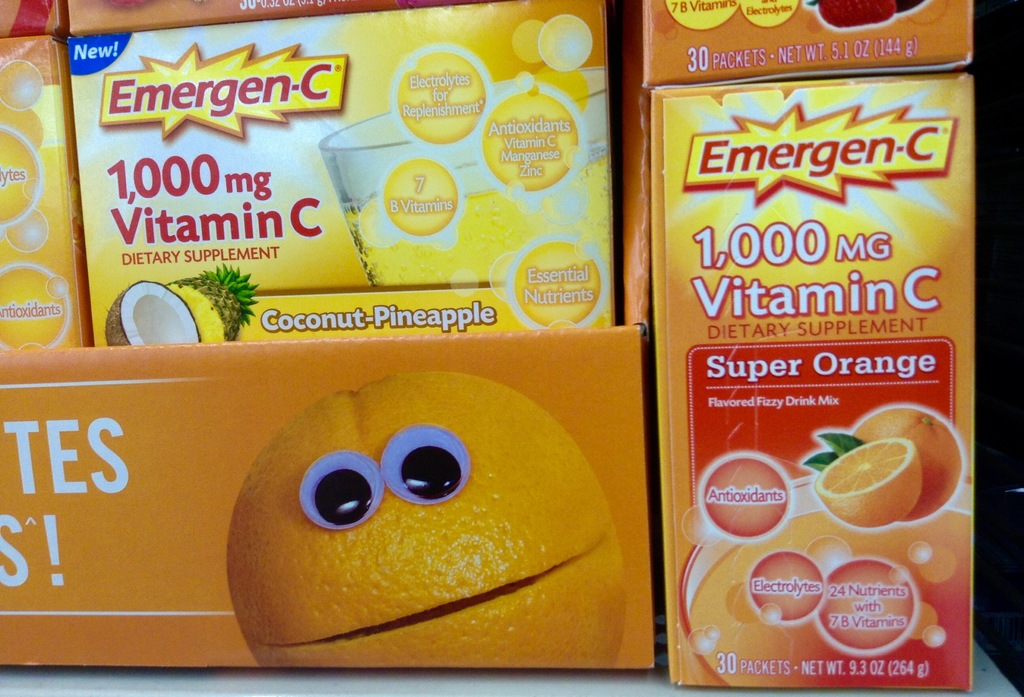 30
7 B Vitamins
Electrolytes
30 PACKETS • NET WT. 5.1 OZ (144 g)
New!
Emergen-C®
1,000 mg
Vitamin C
DIETARY SUPPLEMENT
Electrolytes
for
Replenishment*
Antioxidants
Vitamin C
Manganese
Zinc
7
B Vitamins
Essential
Nutrients
Coconut-Pineapple
lytes
Antioxidants
TES
S^!
Emergen-C®
1,000 MG
Vitamin C
DIETARY SUPPLEMENT
Super Orange
Flavored Fizzy Drink Mix
Antioxidants
Electrolytes
24 Nutrients
with
7 B Vitamins
30 PACKETS • NET WT. 9.3 OZ (264 g)